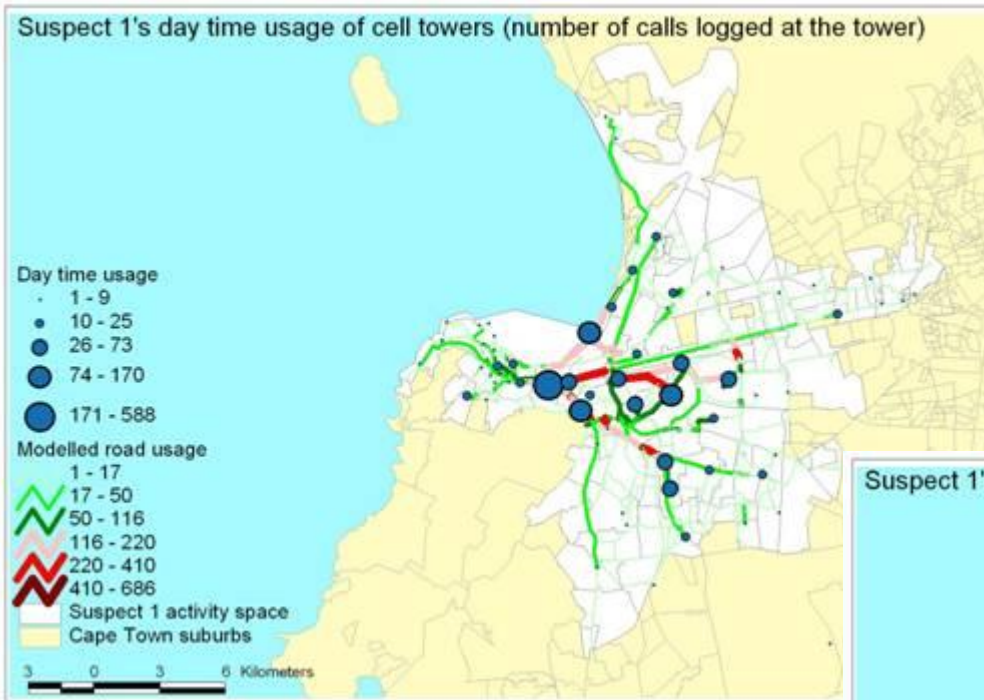 Suspect 1's day time usage of cell towers (number of calls logged at the tower)
Day time usage
1 - 9
10 - 25
26 - 73
74 - 170
171 - 588
Modelled road usage
1 - 17
17 - 50
50 - 116
116 - 220
220 - 410
410 - 686
Suspect 1 activity space
Cape Town suburbs
3 0 3 6 Kilometers
Suspect 1'